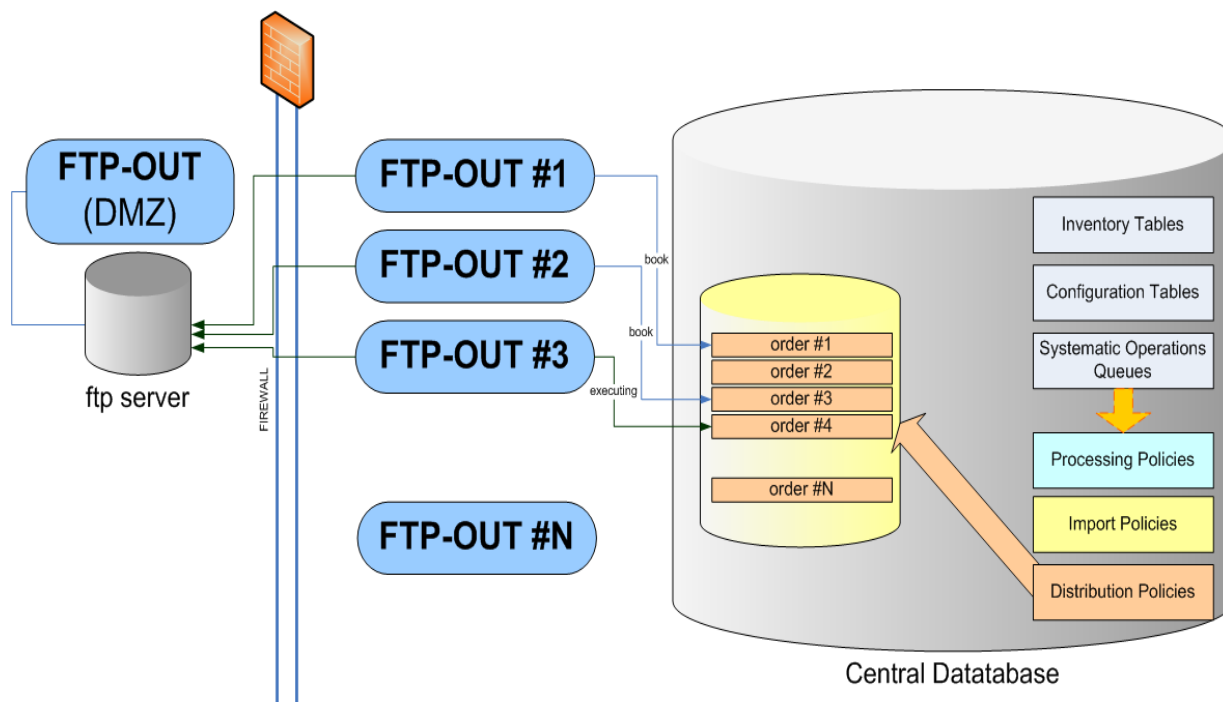 FTP-OUT
(DMZ)
ftp server
FIREWALL
FTP-OUT #1
FTP-OUT #2
FTP-OUT #3
FTP-OUT #N
book
book
executing
order #1
order #2
order #3
order #4
order #N
Inventory Tables
Configuration Tables
Systematic Operations
Queues
Processing Policies
Import Policies
Distribution Policies
Central Datatabase